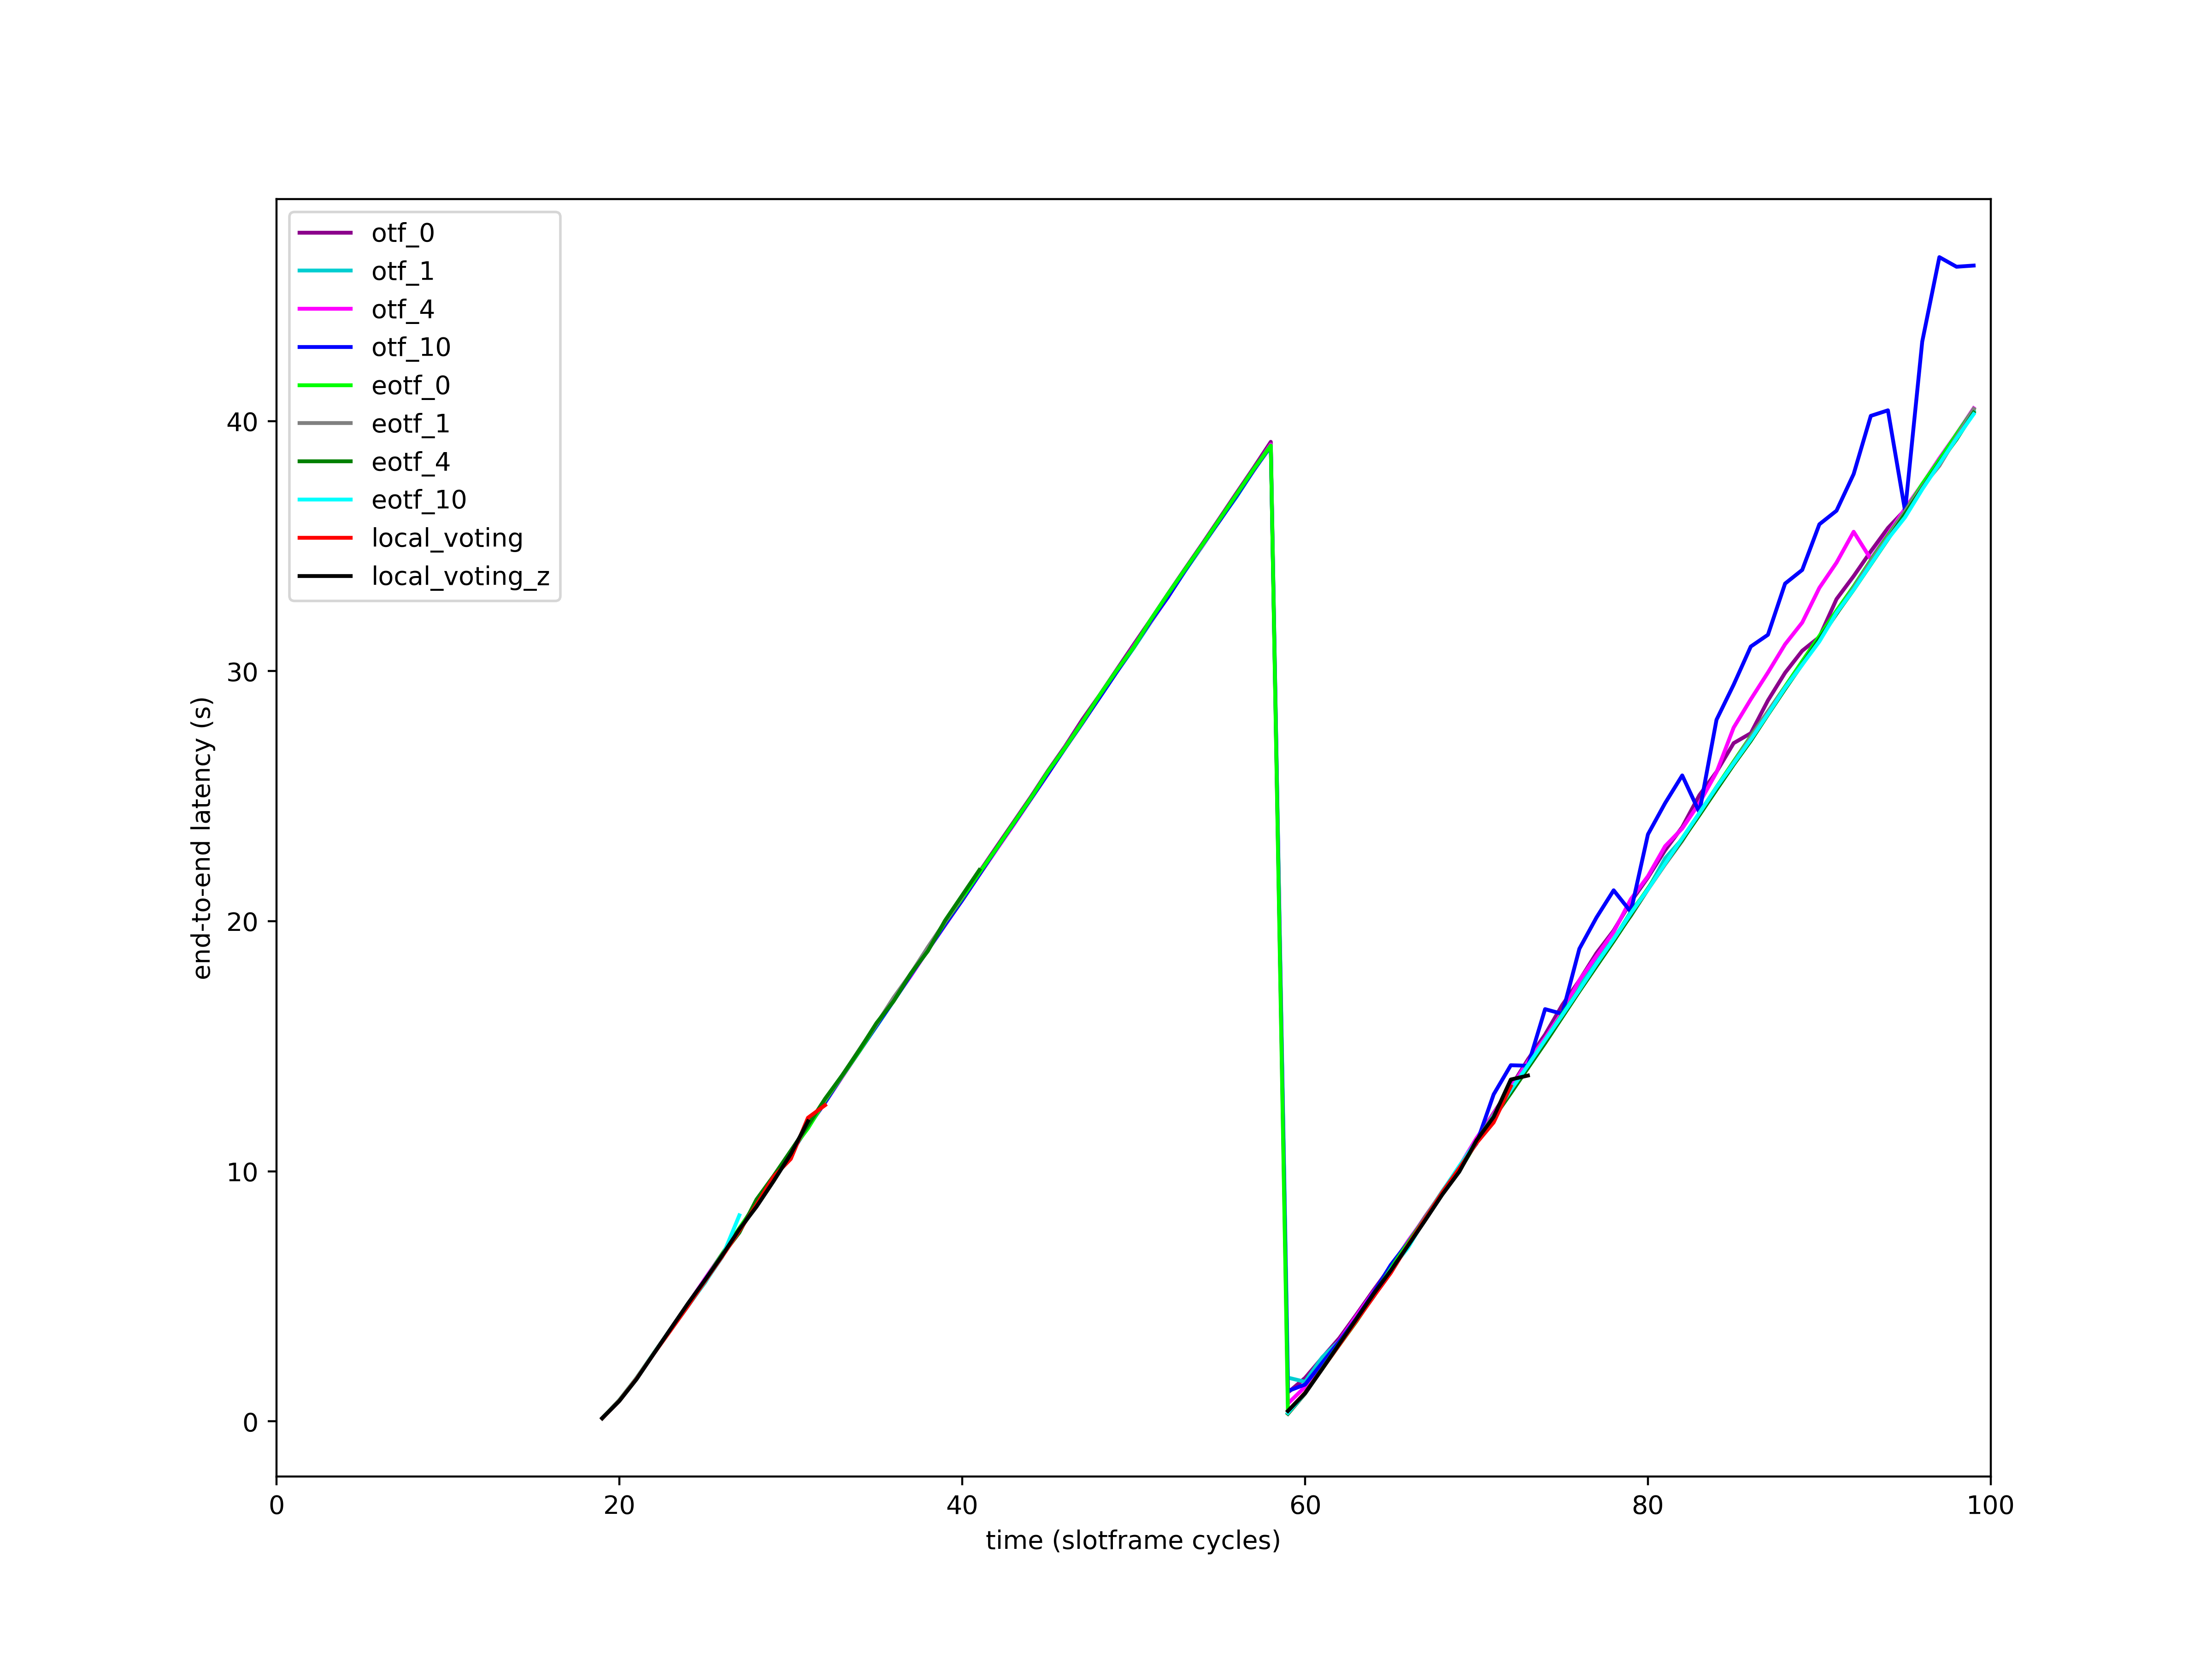 otf_0
otf_1
otf_4
otf_10
eotf_0
eotf_1
eotf_4
eotf_10
local_voting
local_voting_z
end-to-end latency (s)
40
30
20
10
0
0 20 40 60 80 100
time (slotframe cycles)